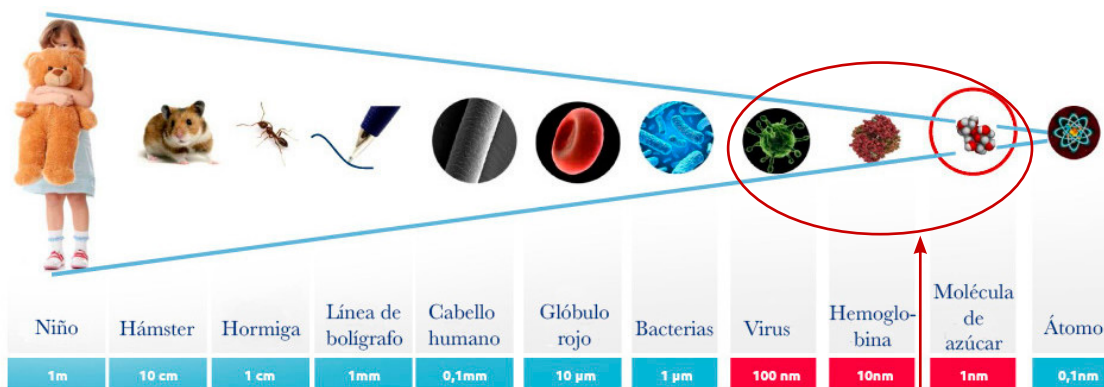 Niño
Hámster
Hormiga
Línea de
bolígrafo
Cabello
humano
Glóbulo
rojo
Bacterias
Virus
Hemoglo-
bina
Molécula
de
azúcar
Átomo
1m
10 cm
1 cm
1mm
0,1mm
10 µm
1 µm
100 nm
10nm
1nm
0,1nm